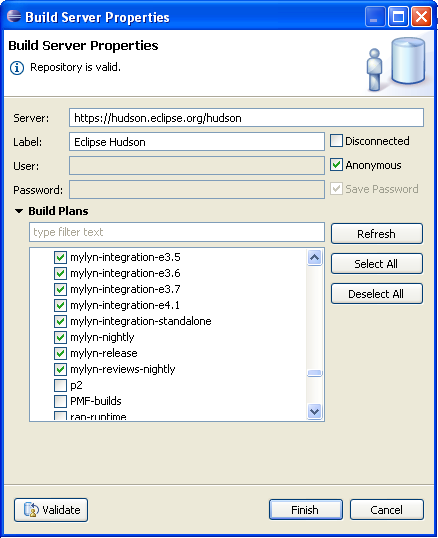 Build Server Properties
Build Server Properties
Repository is valid.
Server: https://hudson.eclipse.org/hudson
Label: Eclipse Hudson Disconnected
User: Anonymous
Password: Save Password
Build Plans
type filter text Refresh
mylyn-integration-e3.5 Select All
mylyn-integration-e3.6
mylyn-integration-e3.7 Deselect All
mylyn-integration-e4.1
mylyn-integration-standalone
mylyn-nightly
mylyn-release
mylyn-reviews-nightly
p2
PMF-builds
Validate Finish Cancel